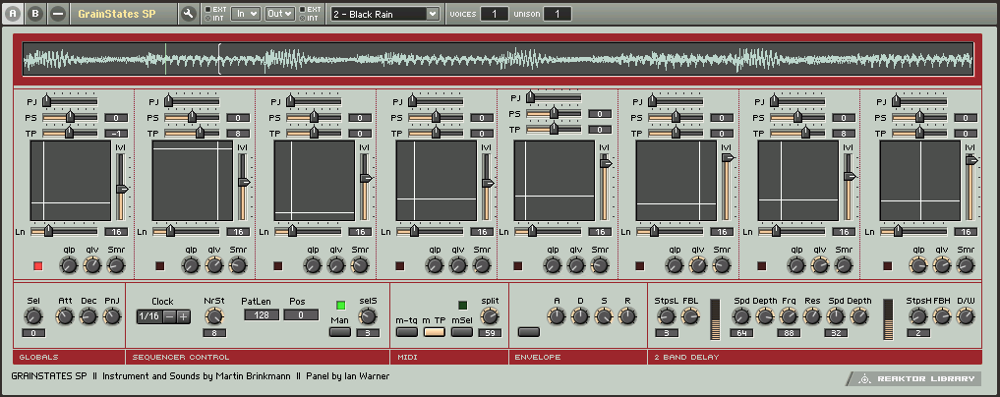 A B GrainStates SP EXT INT In Out EXT INT 2 - Black Rain VOICES 1 UNISON 1
PJ PJ PJ PJ PJ PJ PJ PJ
PS 0 PS 0 PS 0 PS 0 PS 0 PS 0 PS 0 PS 0
TP -1 TP 8 TP 0 TP 0 TP 0 TP 0 TP 8 TP 0
lvl lvl lvl lvl lvl lvl lvl lvl
Ln 16 Ln 16 Ln 16 Ln 16 Ln 16 Ln 16 Ln 16 Ln 16
glp glv Smr glp glv Smr glp glv Smr glp glv Smr glp glv Smr glp glv Smr glp glv Smr glp glv Smr
Sel Att Dec PnJ Clock NrSt PatLen Pos selS split A D S R StpsL FBL Spd Depth Frq Res Spd Depth StpsH FBH D/W
1/16 128 0 Man m-tg m TP mSel
0 8 3 59 3 64 88 32 2
GLOBALS SEQUENCER CONTROL MIDI ENVELOPE 2 BAND DELAY
GRAINSTATES SP II Instrument and Sounds by Martin Brinkmann II Panel by Ian Warner REAKTOR LIBRARY